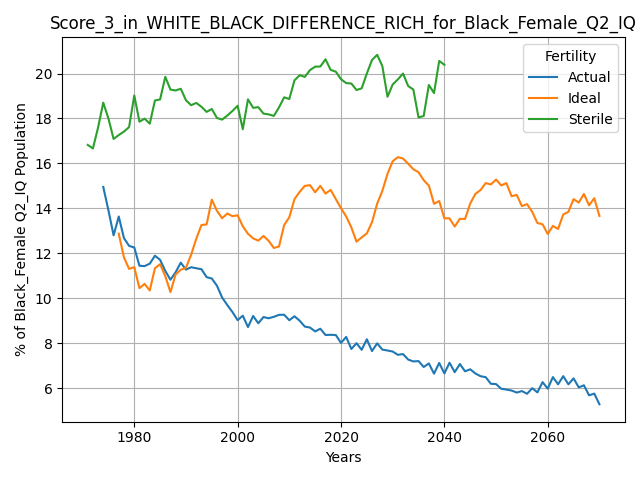 Score_3_in_WHITE_BLACK_DIFFERENCE_RICH_for_Black_Female_Q2_IQ
Fertility
Actual
Ideal
Sterile
% of Black_Female Q2_IQ Population
20
18
16
14
12
10
8
6
1980
2000
2020
2040
2060
Years